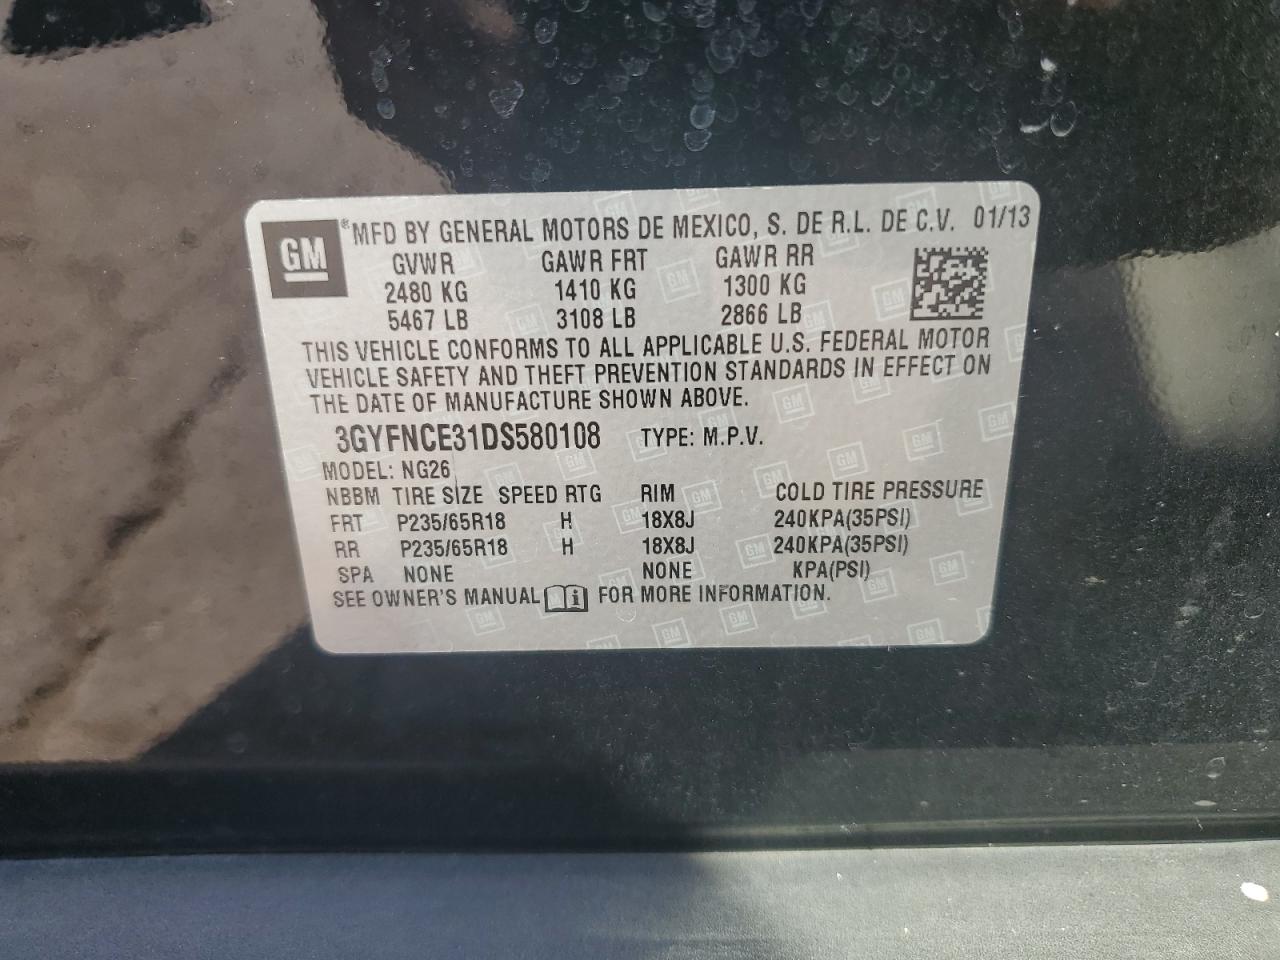 GM
®MFD BY GENERAL MOTORS DE MEXICO, S. DE R.L. DE C.V. 01/13
GVWR GAWR FRT GAWR RR
2480 KG 1410 KG 1300 KG
5467 LB 3108 LB 2866 LB
THIS VEHICLE CONFORMS TO ALL APPLICABLE U.S. FEDERAL MOTOR
VEHICLE SAFETY AND THEFT PREVENTION STANDARDS IN EFFECT ON
THE DATE OF MANUFACTURE SHOWN ABOVE.
3GYFNCE31DS580108 TYPE: M.P.V.
MODEL: NG26
NBBM TIRE SIZE SPEED RTG RIM COLD TIRE PRESSURE
FRT P235/65R18 H 18X8J 240KPA(35PSI)
RR P235/65R18 H 18X8J 240KPA(35PSI)
SPA NONE NONE KPA(PSI)
SEE OWNER'S MANUAL i FOR MORE INFORMATION.